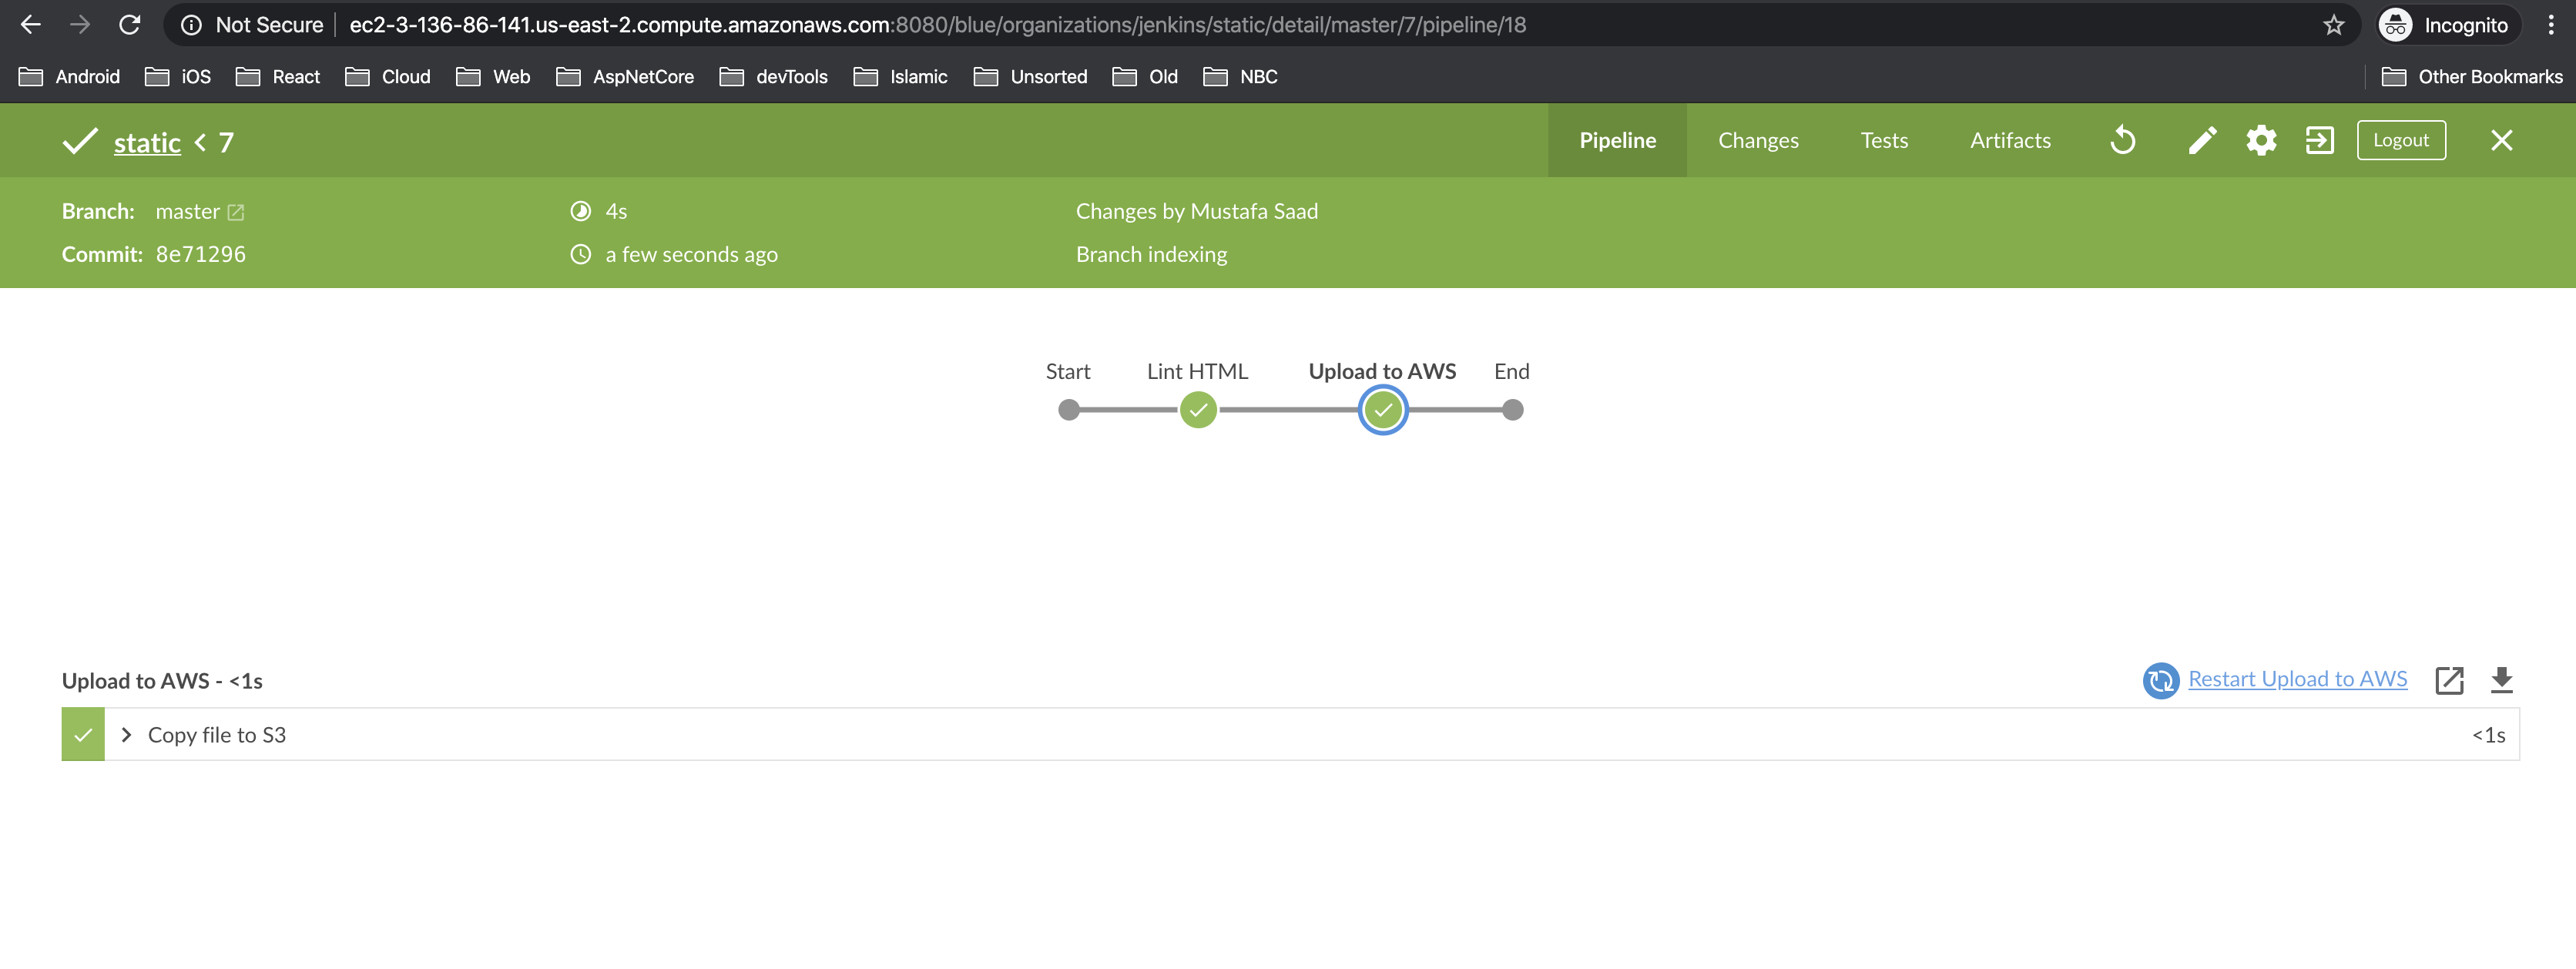 Not Secure ec2-3-136-86-141.us-east-2.compute.amazonaws.com:8080/blue/organizations/jenkins/static/detail/master/7/pipeline/18 Incognito
Android iOS React Cloud Web AspNetCore devTools Islamic Unsorted Old NBC Other Bookmarks
static < 7 Pipeline Changes Tests Artifacts Logout
Branch: master 4s Changes by Mustafa Saad
Commit: 8e71296 a few seconds ago Branch indexing
Start Lint HTML Upload to AWS End
Upload to AWS - <1s Restart Upload to AWS
Copy file to S3 <1s